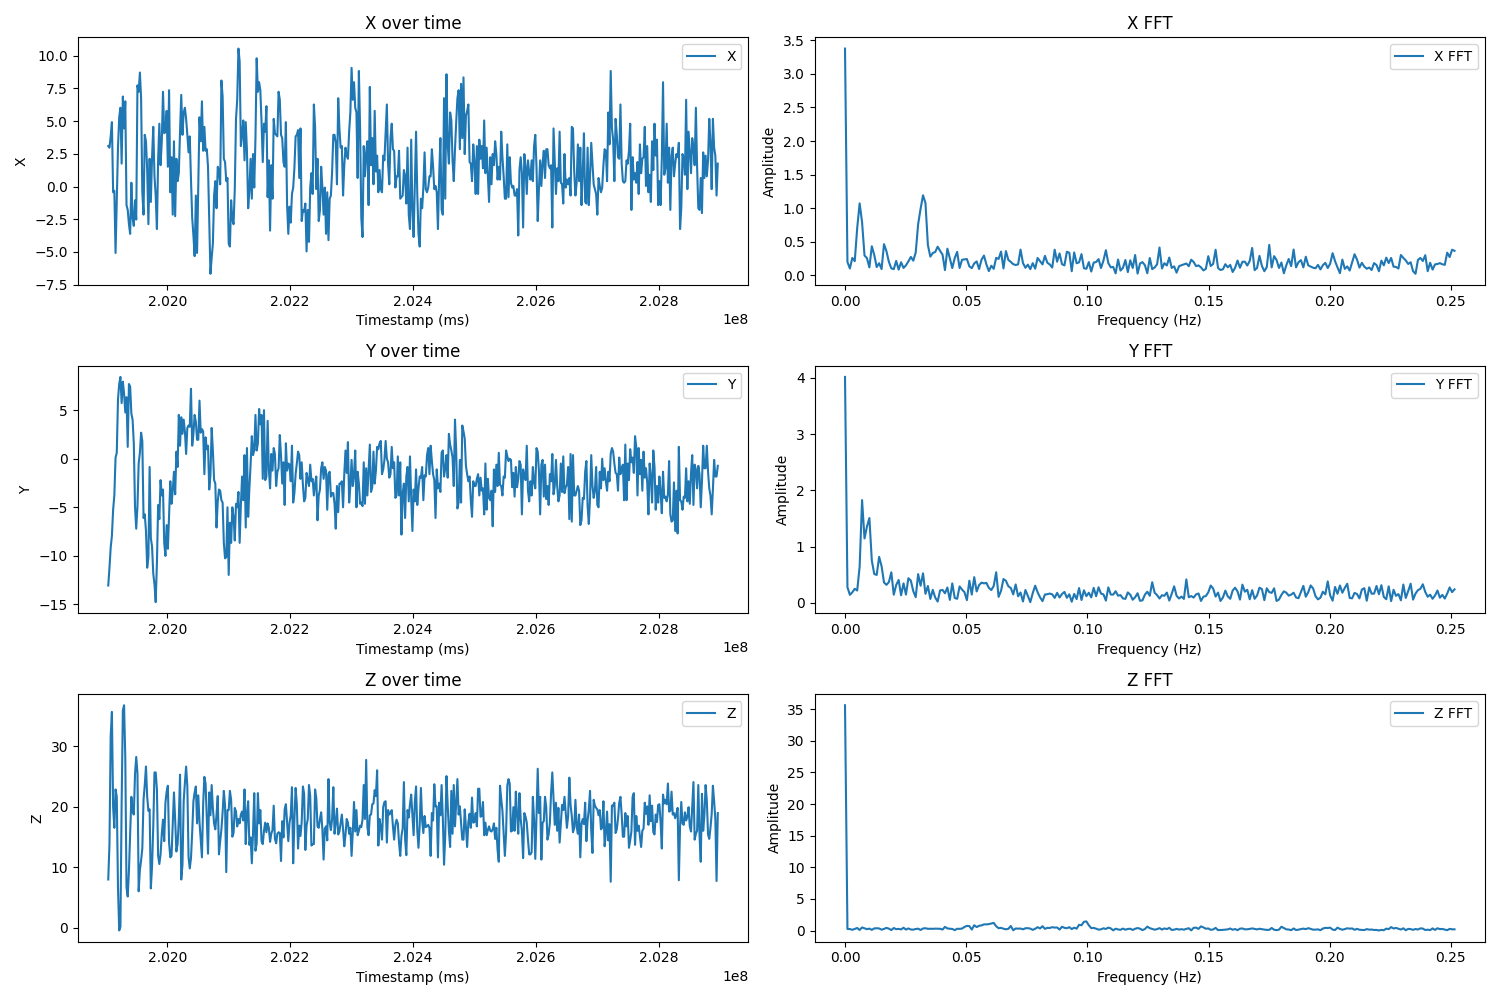 X over time
X
10.0
7.5
5.0
2.5
0.0
−2.5
−5.0
−7.5
X
2.020
2.022
2.024
2.026
2.028
Timestamp (ms)
1e8
X FFT
Amplitude
3.5
3.0
2.5
2.0
1.5
1.0
0.5
0.0
X FFT
0.00
0.05
0.10
0.15
0.20
0.25
Frequency (Hz)
Y over time
Y
5
0
−5
−10
−15
Y
2.020
2.022
2.024
2.026
2.028
Timestamp (ms)
1e8
Y FFT
Amplitude
4
3
2
1
0
Y FFT
0.00
0.05
0.10
0.15
0.20
0.25
Frequency (Hz)
Z over time
Z
30
20
10
0
Z
2.020
2.022
2.024
2.026
2.028
Timestamp (ms)
1e8
Z FFT
Amplitude
35
30
25
20
15
10
5
0
Z FFT
0.00
0.05
0.10
0.15
0.20
0.25
Frequency (Hz)